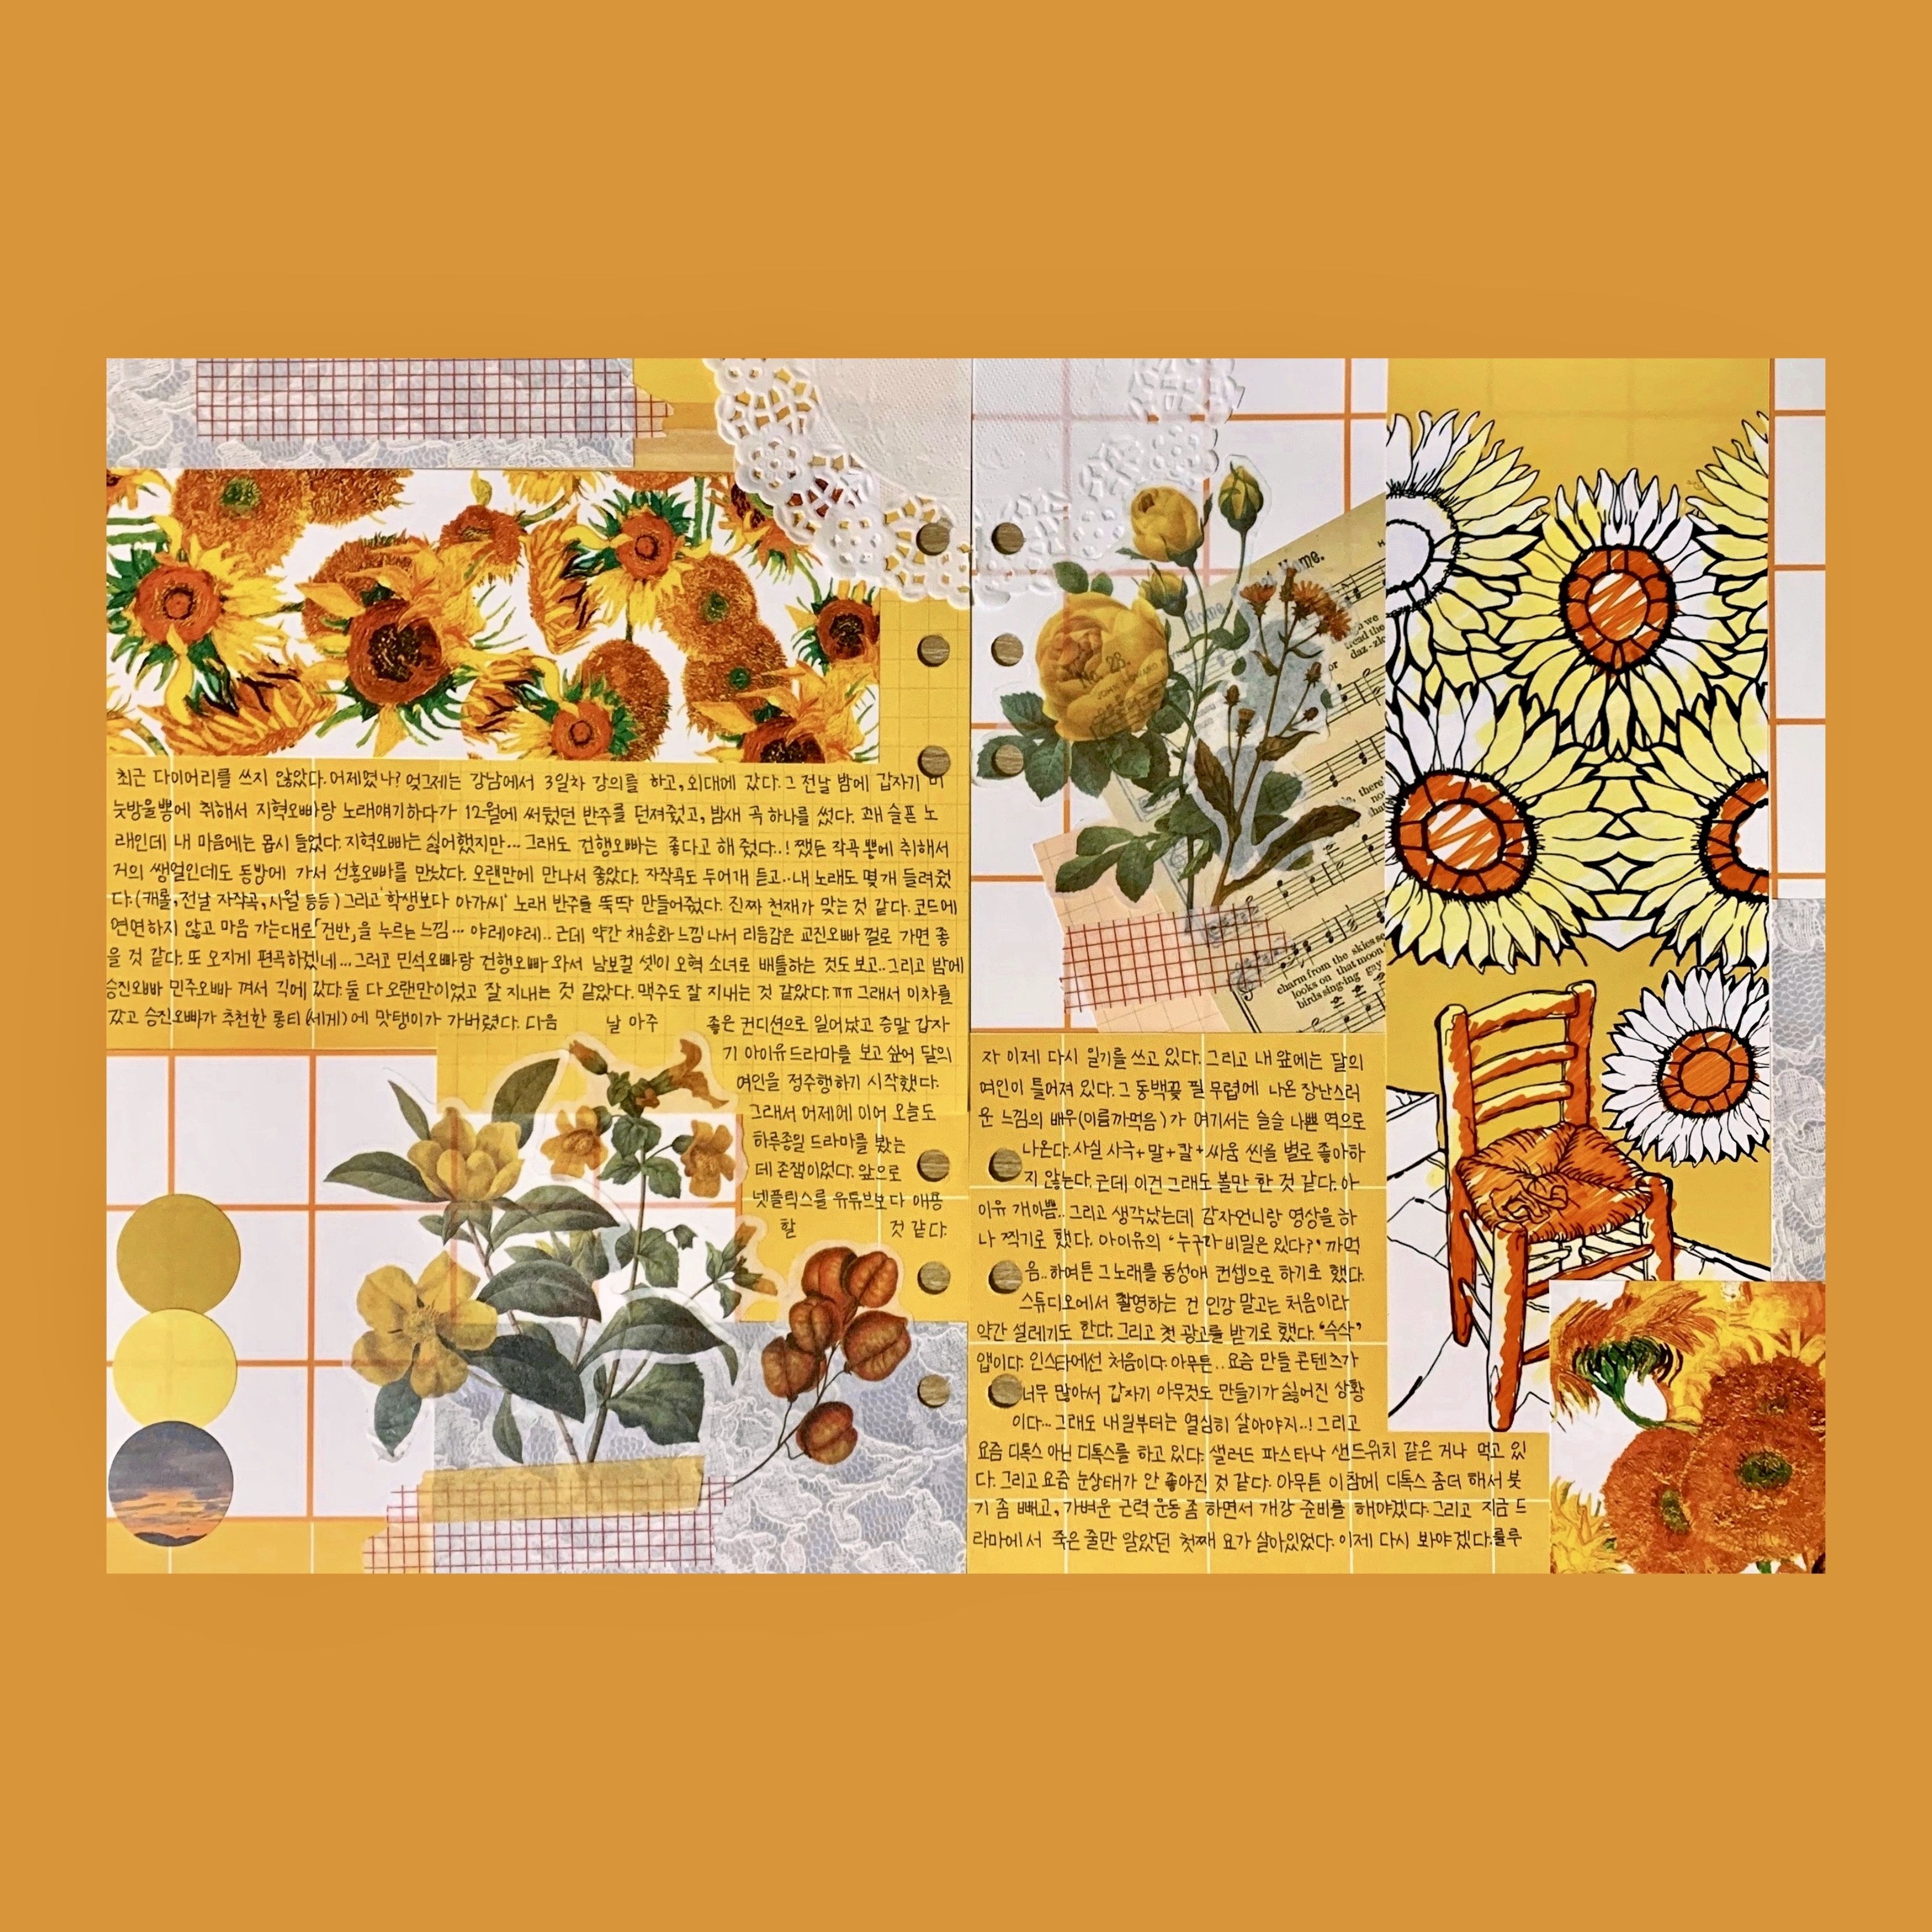 최근 다이어리를 쓰지 않았다. 어제였나? 엊그제는 강남에서 3일차 강의를 하고, 외대에 갔다. 그 전날 밤에 갑자기 미
눗방울뽕에 취해서 지혁오빠랑 노래얘기하다가 12월에 써뒀던 반주를 던져줬고, 밤새 곡 하나를 썼다. 꽤 슬픈 노
래인데 내 마음에는 몹시 들었다. 지혁오빠는 싫어했지만... 그래도 건행오빠는 좋다고 해 줬다..! 쨌든 작곡뽕에 취해서
거의 쌩얼인데도 동방에 가서 선홍오빠를 만났다. 오랜만에 만나서 좋았다. 자작곡도 두어개 듣고.. 내 노래도 몇개 들려줬
다. (캐롤, 전날 자작곡, 시월 등등) 그리고 '학생보다 아가씨' 노래 반주를 뚝딱 만들어줬다. 진짜 천재가 맞는 것 같다. 코드에
연연하지 않고 마음 가는대로「건반」을 누르는 느낌... 야레야레.. 근데 약간 채송화 느낌 나서 리듬감은 교진오빠 껄로 가면 좋
을 것 같다. 또 오지게 편곡하겠네... 그러고 민석오빠랑 건행오빠 와서 남보컬 셋이 오혁 소녀로 배틀하는 것도 보고.. 그리고 밤에
승진오빠 민주오빠 껴서 긱에 갔다. 둘 다 오랜만이었고 잘 지내는 것 같았다. 맥주도 잘 지내는 것 같았다. ㅠㅠ 그래서 이차를
갔고 승진오빠가 추천한 롱티 (세게) 에 맛탱이가 가버렸다. 다음 날 아주 좋은 컨디션으로 일어났고 증말 갑자
기 아이유 드라마를 보고 싶어 달의
여인을 정주행하기 시작했다.
그래서 어제에 이어 오늘도
하루종일 드라마를 봤는
데 존잼이었다. 앞으로
넷플릭스를 유튜브보다 애용
할 것 같다.
Home.
Home
No. 28.
we
tread the
daz-zl
or
there'
no
tha
charm from the skies se
looks on that moon
birds sing-ing gay
자 이제 다시 일기를 쓰고 있다. 그리고 내 앞에는 달의
여인이 틀어져 있다. 그 동백꽃 필 무렵에 나온 장난스러
운 느낌의 배우(이름까먹음)가 여기서는 슬슬 나쁜 역으로
나온다. 사실 사극+말+칼+싸움 씬을 별로 좋아하
지 않는다. 근데 이건 그래도 볼만 한 것 같다. 아
이유 개이쁨.. 그리고 생각났는데 감자언니랑 영상을 하
나 찍기로 했다. 아이유의 '누구나 비밀은 있다?' 까먹
음.. 하여튼 그 노래를 동성애 컨셉으로 하기로 했다.
스튜디오에서 촬영하는 건 인강 말고는 처음이라
약간 설레기도 한다. 그리고 첫 광고를 받기로 했다. "슥삭"
앱이다. 인스타에선 처음이다. 아무튼.. 요즘 만들 콘텐츠가
너무 많아서 갑자기 아무것도 만들기가 싫어진 상황
이다... 그래도 내일부터는 열심히 살아야지..! 그리고
요즘 디톡스 아닌 디톡스를 하고 있다. 샐러드 파스타나 샌드위치 같은 거나 먹고 있
다. 그리고 요즘 눈상태가 안 좋아진 것 같다. 아무튼 이참에 디톡스 좀더 해서 붓
기 좀 빼고, 가벼운 근력 운동 좀 하면서 개강 준비를 해야겠다. 그리고 지금 드
라마에서 죽은 줄만 알았던 첫째 요가 살아있었다. 이제 다시 봐야겠다. 룰루